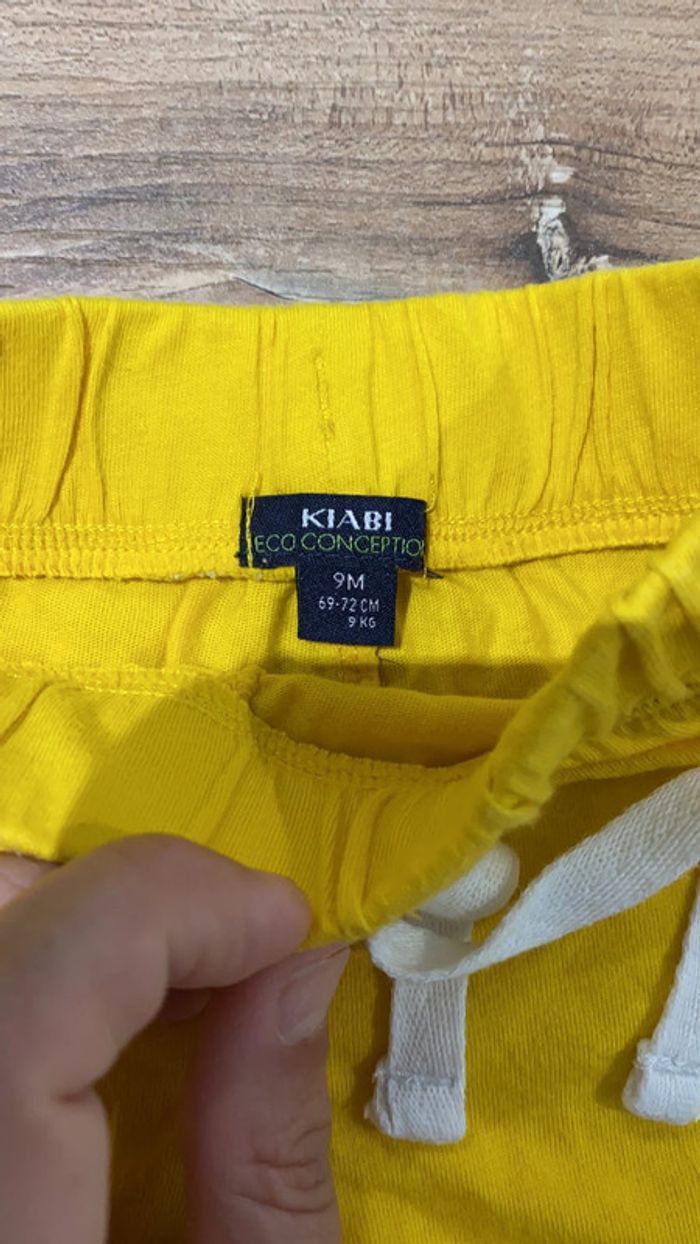 KIABI
ECO CONCEPTIO
9M
69-72 CM
9 KG